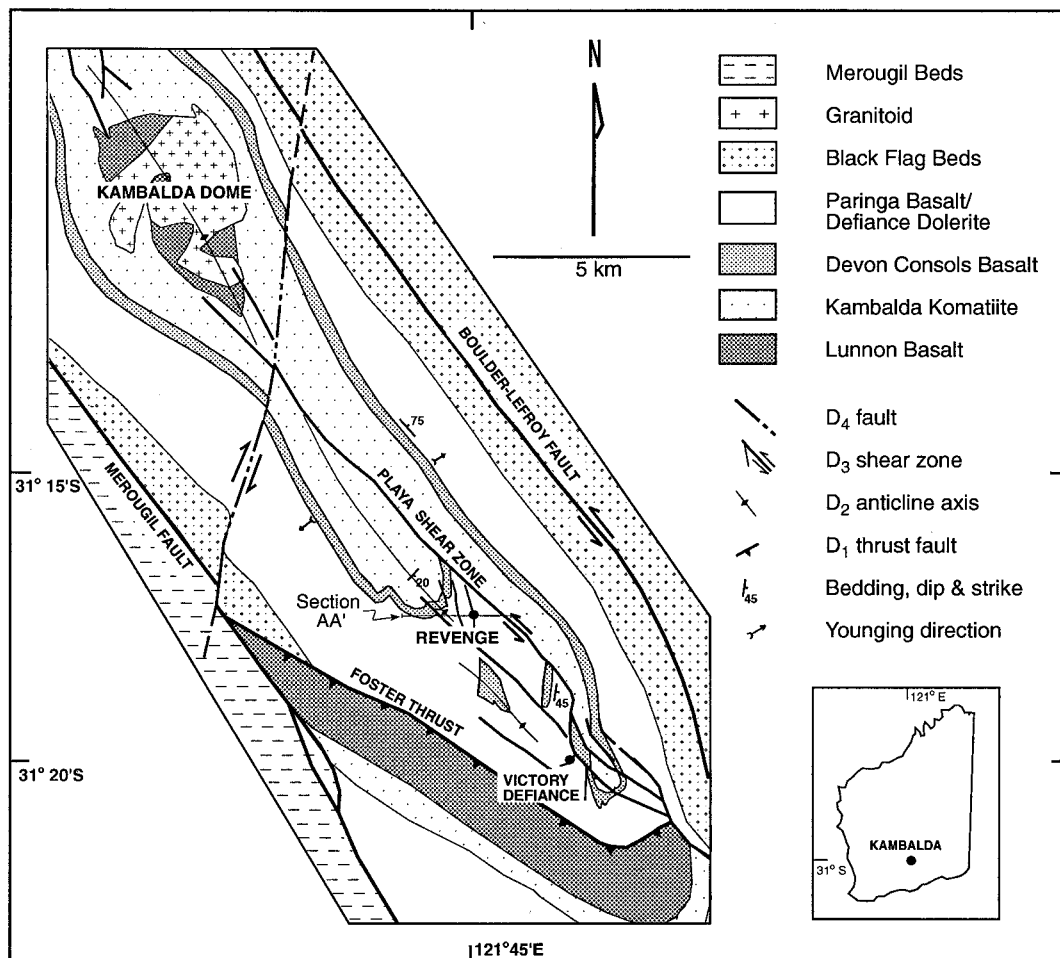 N
5 km
KAMBALDA DOME
BOULDER-LEFROY FAULT
75
31° 15'S
MEROUGIL FAULT
PLAYA SHEAR ZONE
20
Section
AA'
REVENGE
FOSTER THRUST
45
31° 20'S
VICTORY
DEFIANCE
121°45'E
Merougil Beds
Granitoid
Black Flag Beds
Paringa Basalt/
Defiance Dolerite
Devon Consols Basalt
Kambalda Komatiite
Lunnon Basalt
D4 fault
D3 shear zone
D2 anticline axis
D1 thrust fault
45
Bedding, dip & strike
Younging direction
121° E
KAMBALDA
31° S